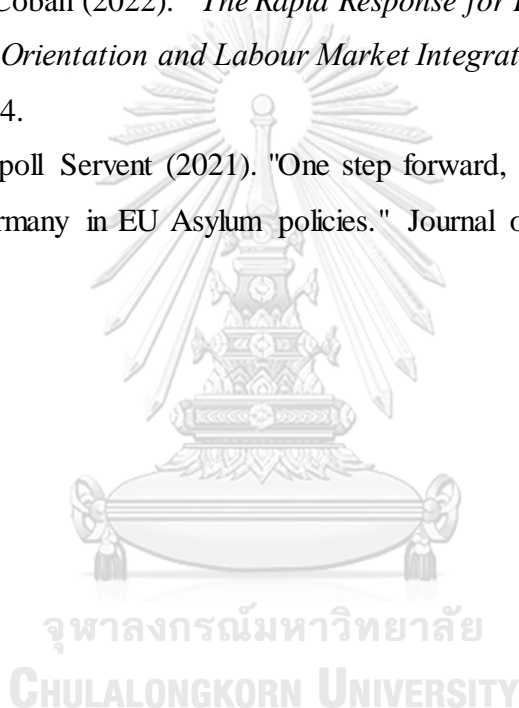 Coban (2022). "The Rapid Response for
Orientation and Labour Market Integrat
4.
poll Servent (2021). "One step forward,
rmany in EU Asylum policies." Journal o
จุฬาลงกรณ์มหาวิทยาลัย
CHULALONGKORN UNIVERSITY